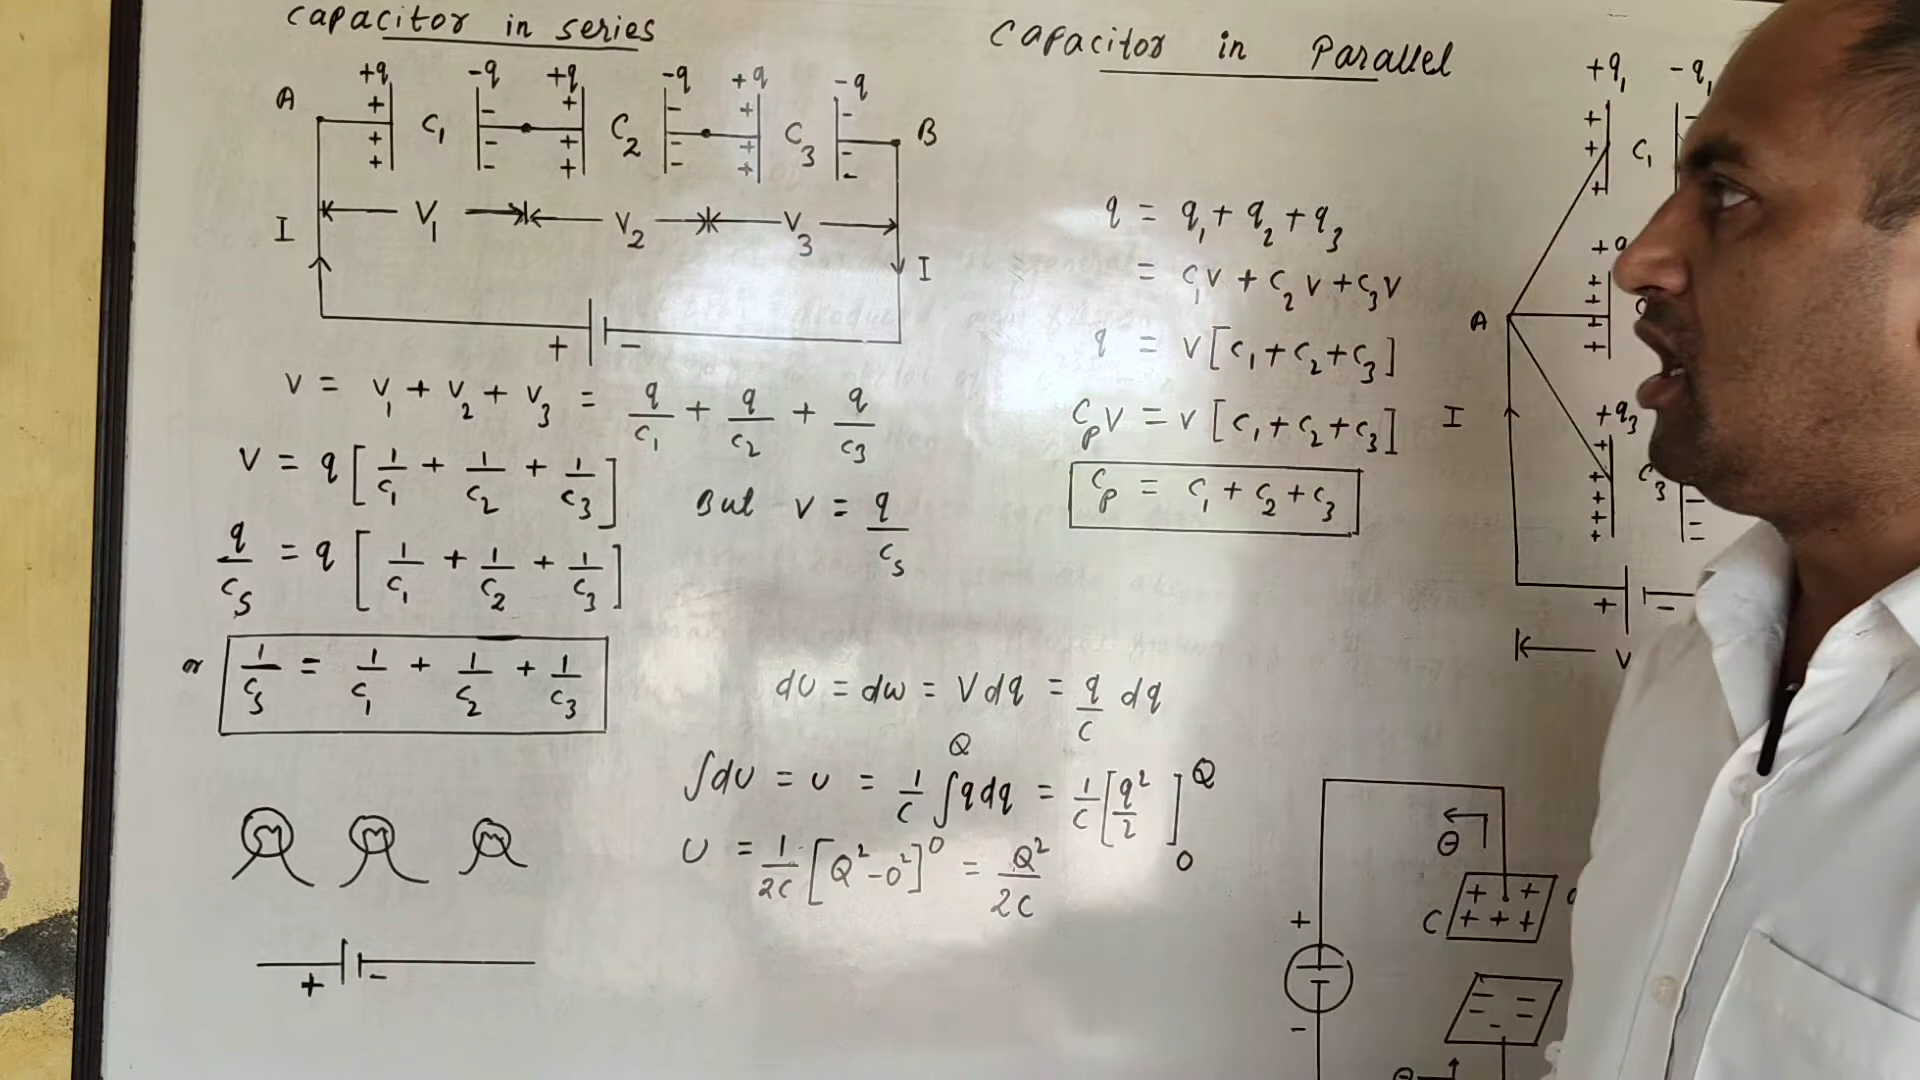 capacitor in series
+q -q +q -q +q -q
A C₁ C₂ C₃ B
I V₁ V₂ V₃ I
+ -
V = V₁ + V₂ + V₃ = q/C₁ + q/C₂ + q/C₃
V = q [1/C₁ + 1/C₂ + 1/C₃]
But V = q/Cs
q/Cs = q [1/C₁ + 1/C₂ + 1/C₃]
or 1/Cs = 1/C₁ + 1/C₂ + 1/C₃
+ -
Capacitor in Parallel
q = q₁ + q₂ + q₃
= C₁V + C₂V + C₃V
q = V [C₁ + C₂ + C₃]
CpV = V [C₁ + C₂ + C₃]
Cp = C₁ + C₂ + C₃
+q₁ -q₁
C₁
A
I
+q₃
C₃
+ -
V
dU = dw = Vdq = q/C dq
∫dU = U = 1/C ∫^Q qdq = 1/C [q²/2]₀^Q
U = 1/2C [Q² - 0²]⁰ = Q²/2C
Θ
+ +
C + + +
+
-
Θ